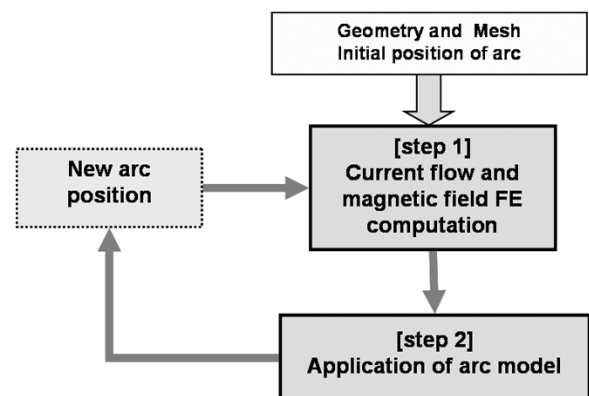 Geometry and Mesh
Initial position of arc
[step 1]
Current flow and
magnetic field FE
computation
New arc
position
[step 2]
Application of arc model